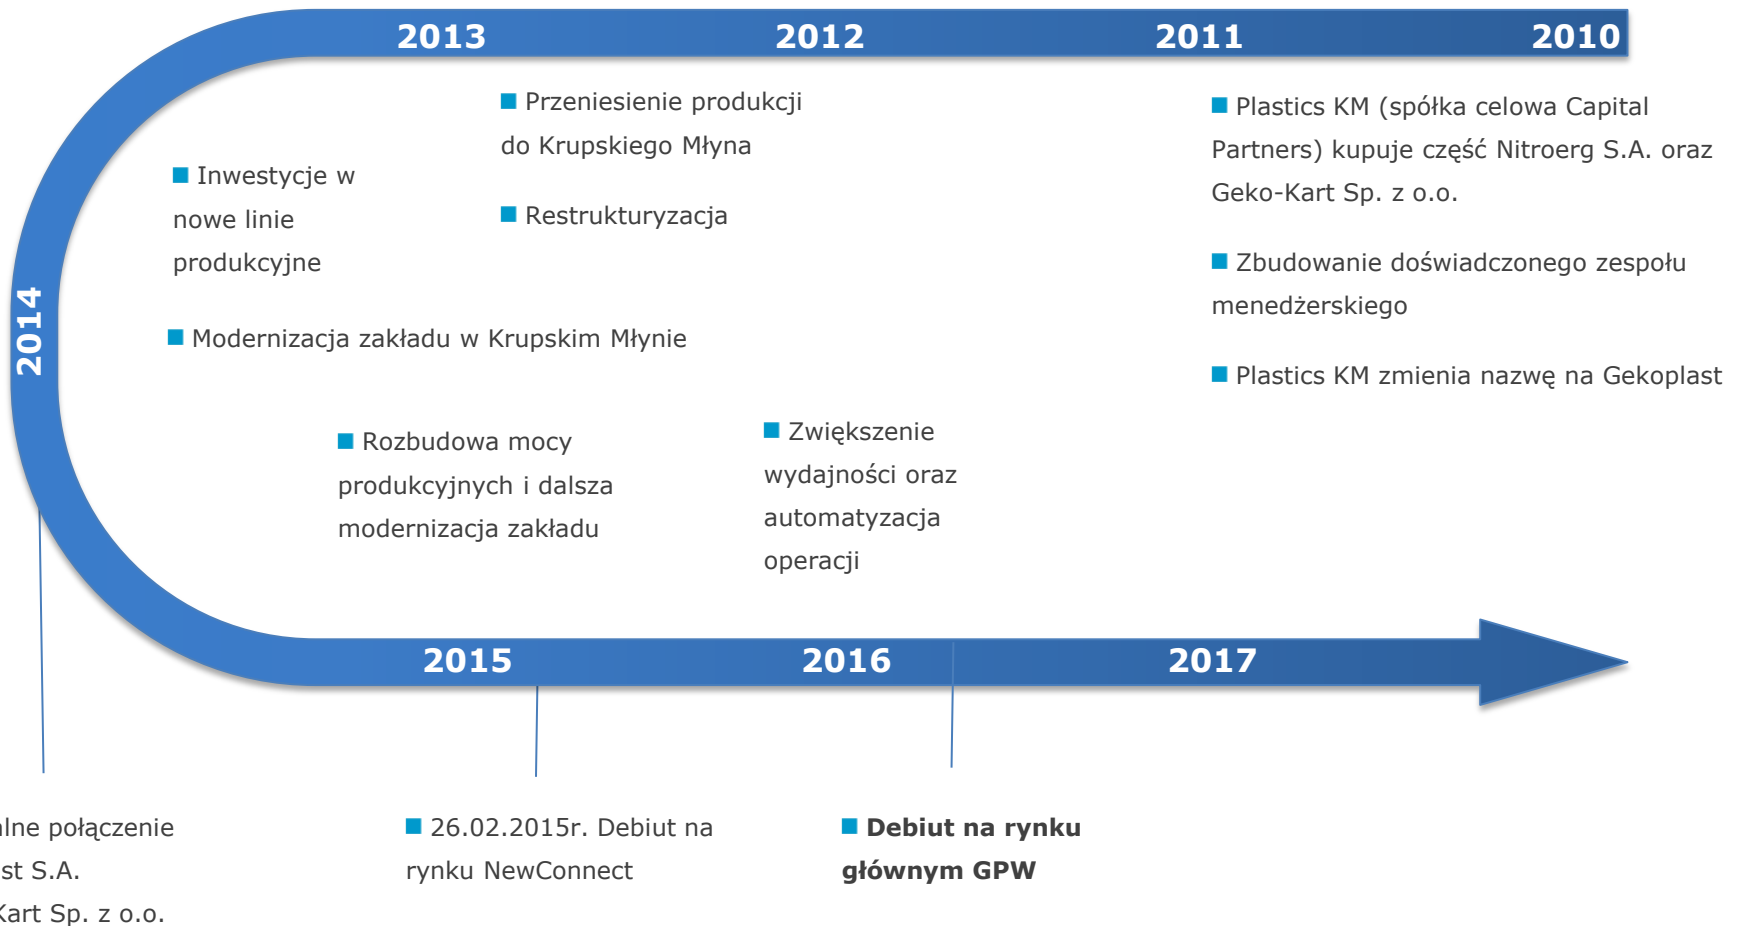 2013
2012
2011
2010
■ Przeniesienie produkcji
do Krupskiego Młyna
■ Restrukturyzacja
■ Plastics KM (spółka celowa Capital
Partners) kupuje część Nitroerg S.A. oraz
Geko-Kart Sp. z o.o.
■ Zbudowanie doświadczonego zespołu
menedżerskiego
■ Plastics KM zmienia nazwę na Gekoplast
■ Inwestycje w
nowe linie
produkcyjne
■ Modernizacja zakładu w Krupskim Młynie
2014
■ Rozbudowa mocy
produkcyjnych i dalsza
modernizacja zakładu
■ Zwiększenie
wydajności oraz
automatyzacja
operacji
2015
2016
2017
połączenie
S.A.
Kart Sp. z o.o.
■ 26.02.2015r. Debiut na
rynku NewConnect
■ Debiut na rynku
głównym GPW